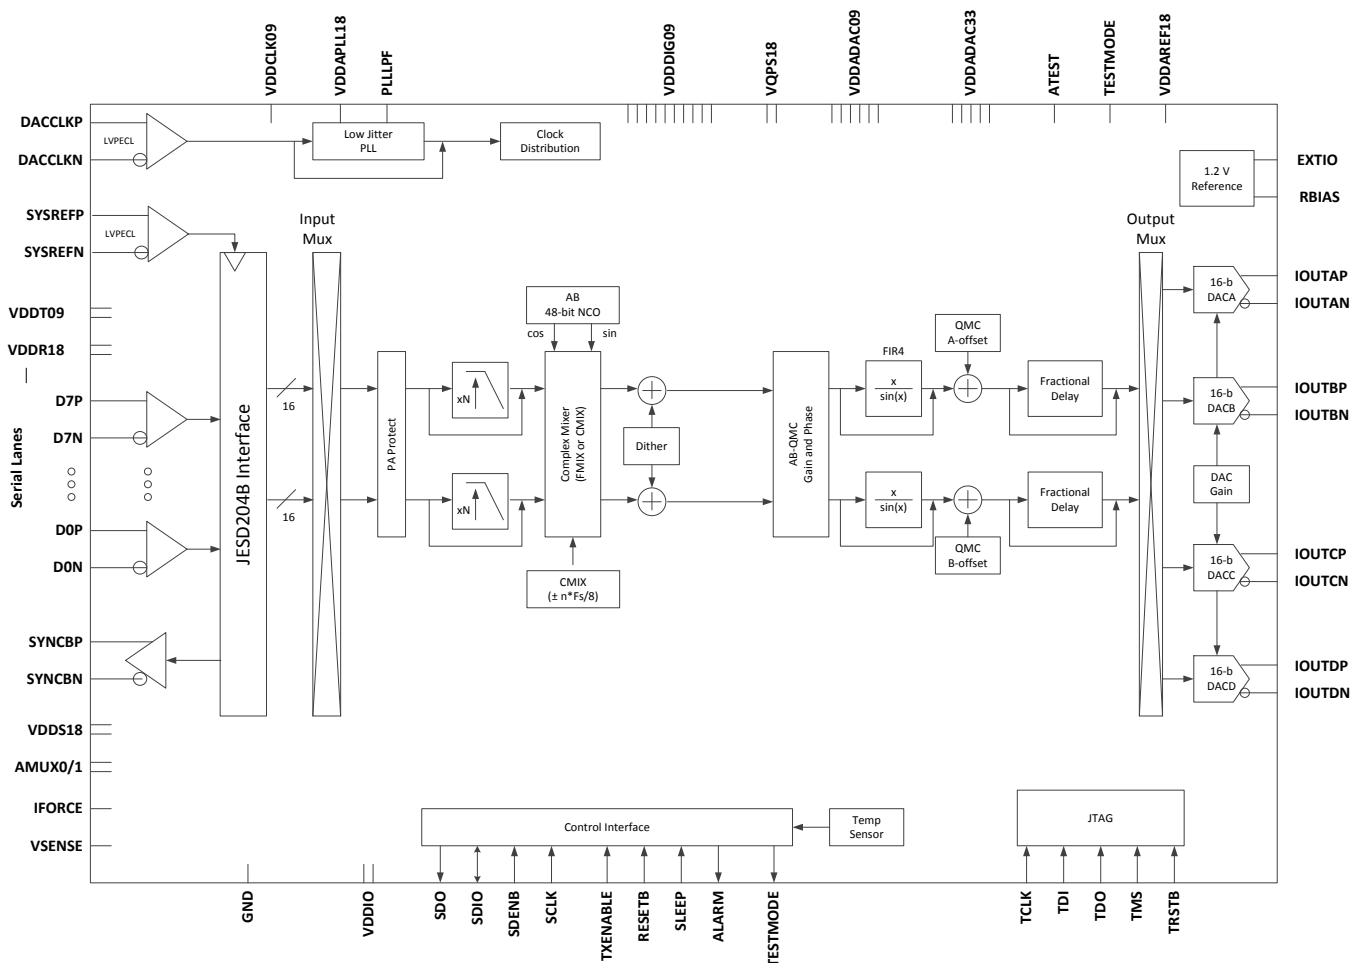 VDDCLK09
VDDAPLL18
PLLLPF
VDDDIG09
VQPS18
VDDADAC09
VDDADAC33
ATEST
TESTMODE
VDDAREF18
DACCLKP
LVPECL
DACCLKN
Low Jitter
PLL
Clock
Distribution
1.2 V
Reference
EXTIO
RBIAS
SYSREFP
LVPECL
SYSREFN
Input
Mux
Output
Mux
VDDT09
VDDR18
Serial Lanes
D7P
D7N
D0P
D0N
JESD204B Interface
16
16
PA Protect
xN
xN
AB
48-bit NCO
cos
sin
Complex Mixer
(FMIX or CMIX)
CMIX
(± n*Fs/8)
Dither
AB-QMC
Gain and Phase
FIR4
x
sin(x)
x
sin(x)
QMC
A-offset
QMC
B-offset
Fractional
Delay
Fractional
Delay
16-b
DACA
IOUTAP
IOUTAN
16-b
DACB
IOUTBP
IOUTBN
DAC
Gain
16-b
DACC
IOUTCP
IOUTCN
16-b
DACD
IOUTDP
IOUTDN
SYNCBP
SYNCBN
VDDS18
AMUX0/1
IFORCE
VSENSE
Control Interface
Temp
Sensor
JTAG
GND
VDDIO
SDO
SDIO
SDENB
SCLK
TXENABLE
RESETB
SLEEP
ALARM
TESTMODE
TCLK
TDI
TDO
TMS
TRSTB